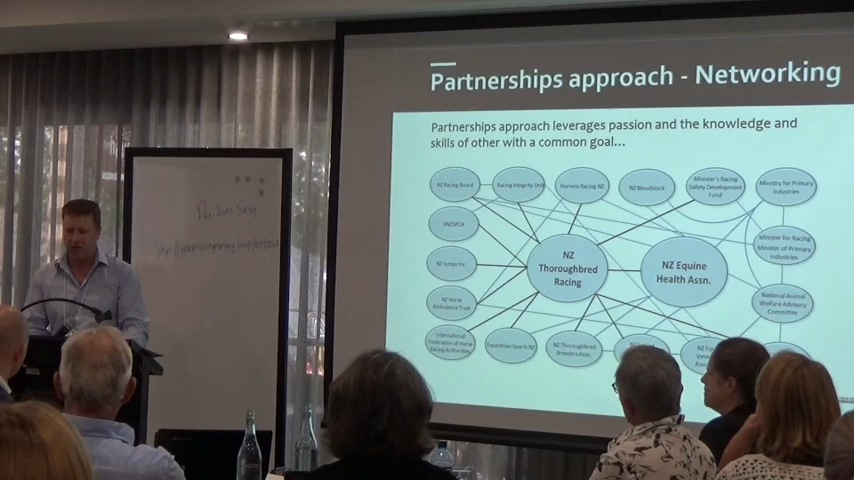 Partnerships approach - Networking
Partnerships approach leverages passion and the knowledge and
skills of other with a common goal...
NZ Racing Board
Racing Integrity Unit
Harness Racing NZ
NZ Bloodstock
Minister's Racing
Safety Development
Fund
Ministry for Primary
Industries
RNZSPCA
Minister for Racing
Minister of Primary
Industries
NZ
Thoroughbred
Racing
NZ Equine
Health Assn.
NZ Jumps Inc.
NZ Horse
Ambulance Trust
National Animal
Welfare Advisory
Committee
International
Federation of Horse
Racing Authorities
Equestrian Sports NZ
NZ Thoroughbred
Breeders Assn.